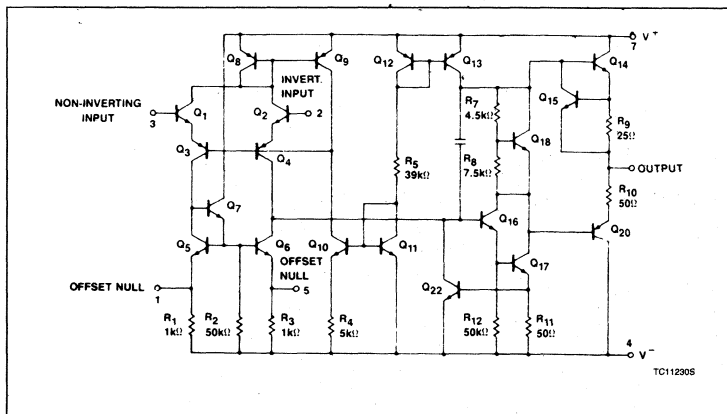 V+
7
Q8
Q9
Q12
Q13
Q14
INVERT.
INPUT
NON-INVERTING
INPUT
3
Q1
Q2
2
R7
4.5kΩ
Q15
Q18
R9
25Ω
Q3
Q4
R5
39kΩ
R8
7.5kΩ
OUTPUT
R10
50Ω
Q7
Q16
Q20
Q5
Q6
Q10
Q11
OFFSET
NULL
Q17
Q22
OFFSET NULL
1
5
R1
1kΩ
R2
50kΩ
R3
1kΩ
R4
5kΩ
R12
50kΩ
R11
50Ω
4
V−
TC11230S